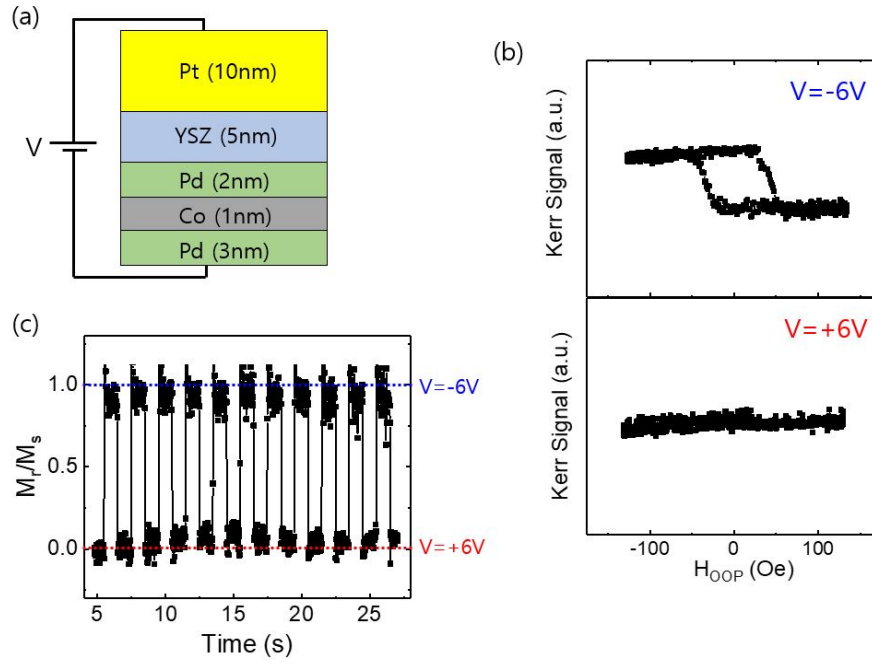 (a)
Pt (10nm)
YSZ (5nm)
Pd (2nm)
Co (1nm)
Pd (3nm)
V
(b)
V=-6V
Kerr Signal (a.u.)
V=+6V
Kerr Signal (a.u.)
-100 0 100
H_OOP (Oe)
(c)
1.0
0.5
0.0
M_r/M_s
V=-6V
V=+6V
5 10 15 20 25
Time (s)